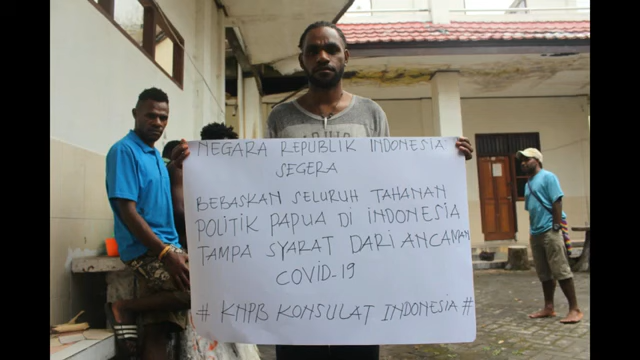 NEGARA REPUBLIK INDONESIA
SEGERA
BEBASKAN SELURUH TAHANAN
POLITIK PAPUA DI INDONESIA
TAMPA SYARAT DARI ANCAMAN
COVID-19
# KNPB KONSULAT INDONESIA #